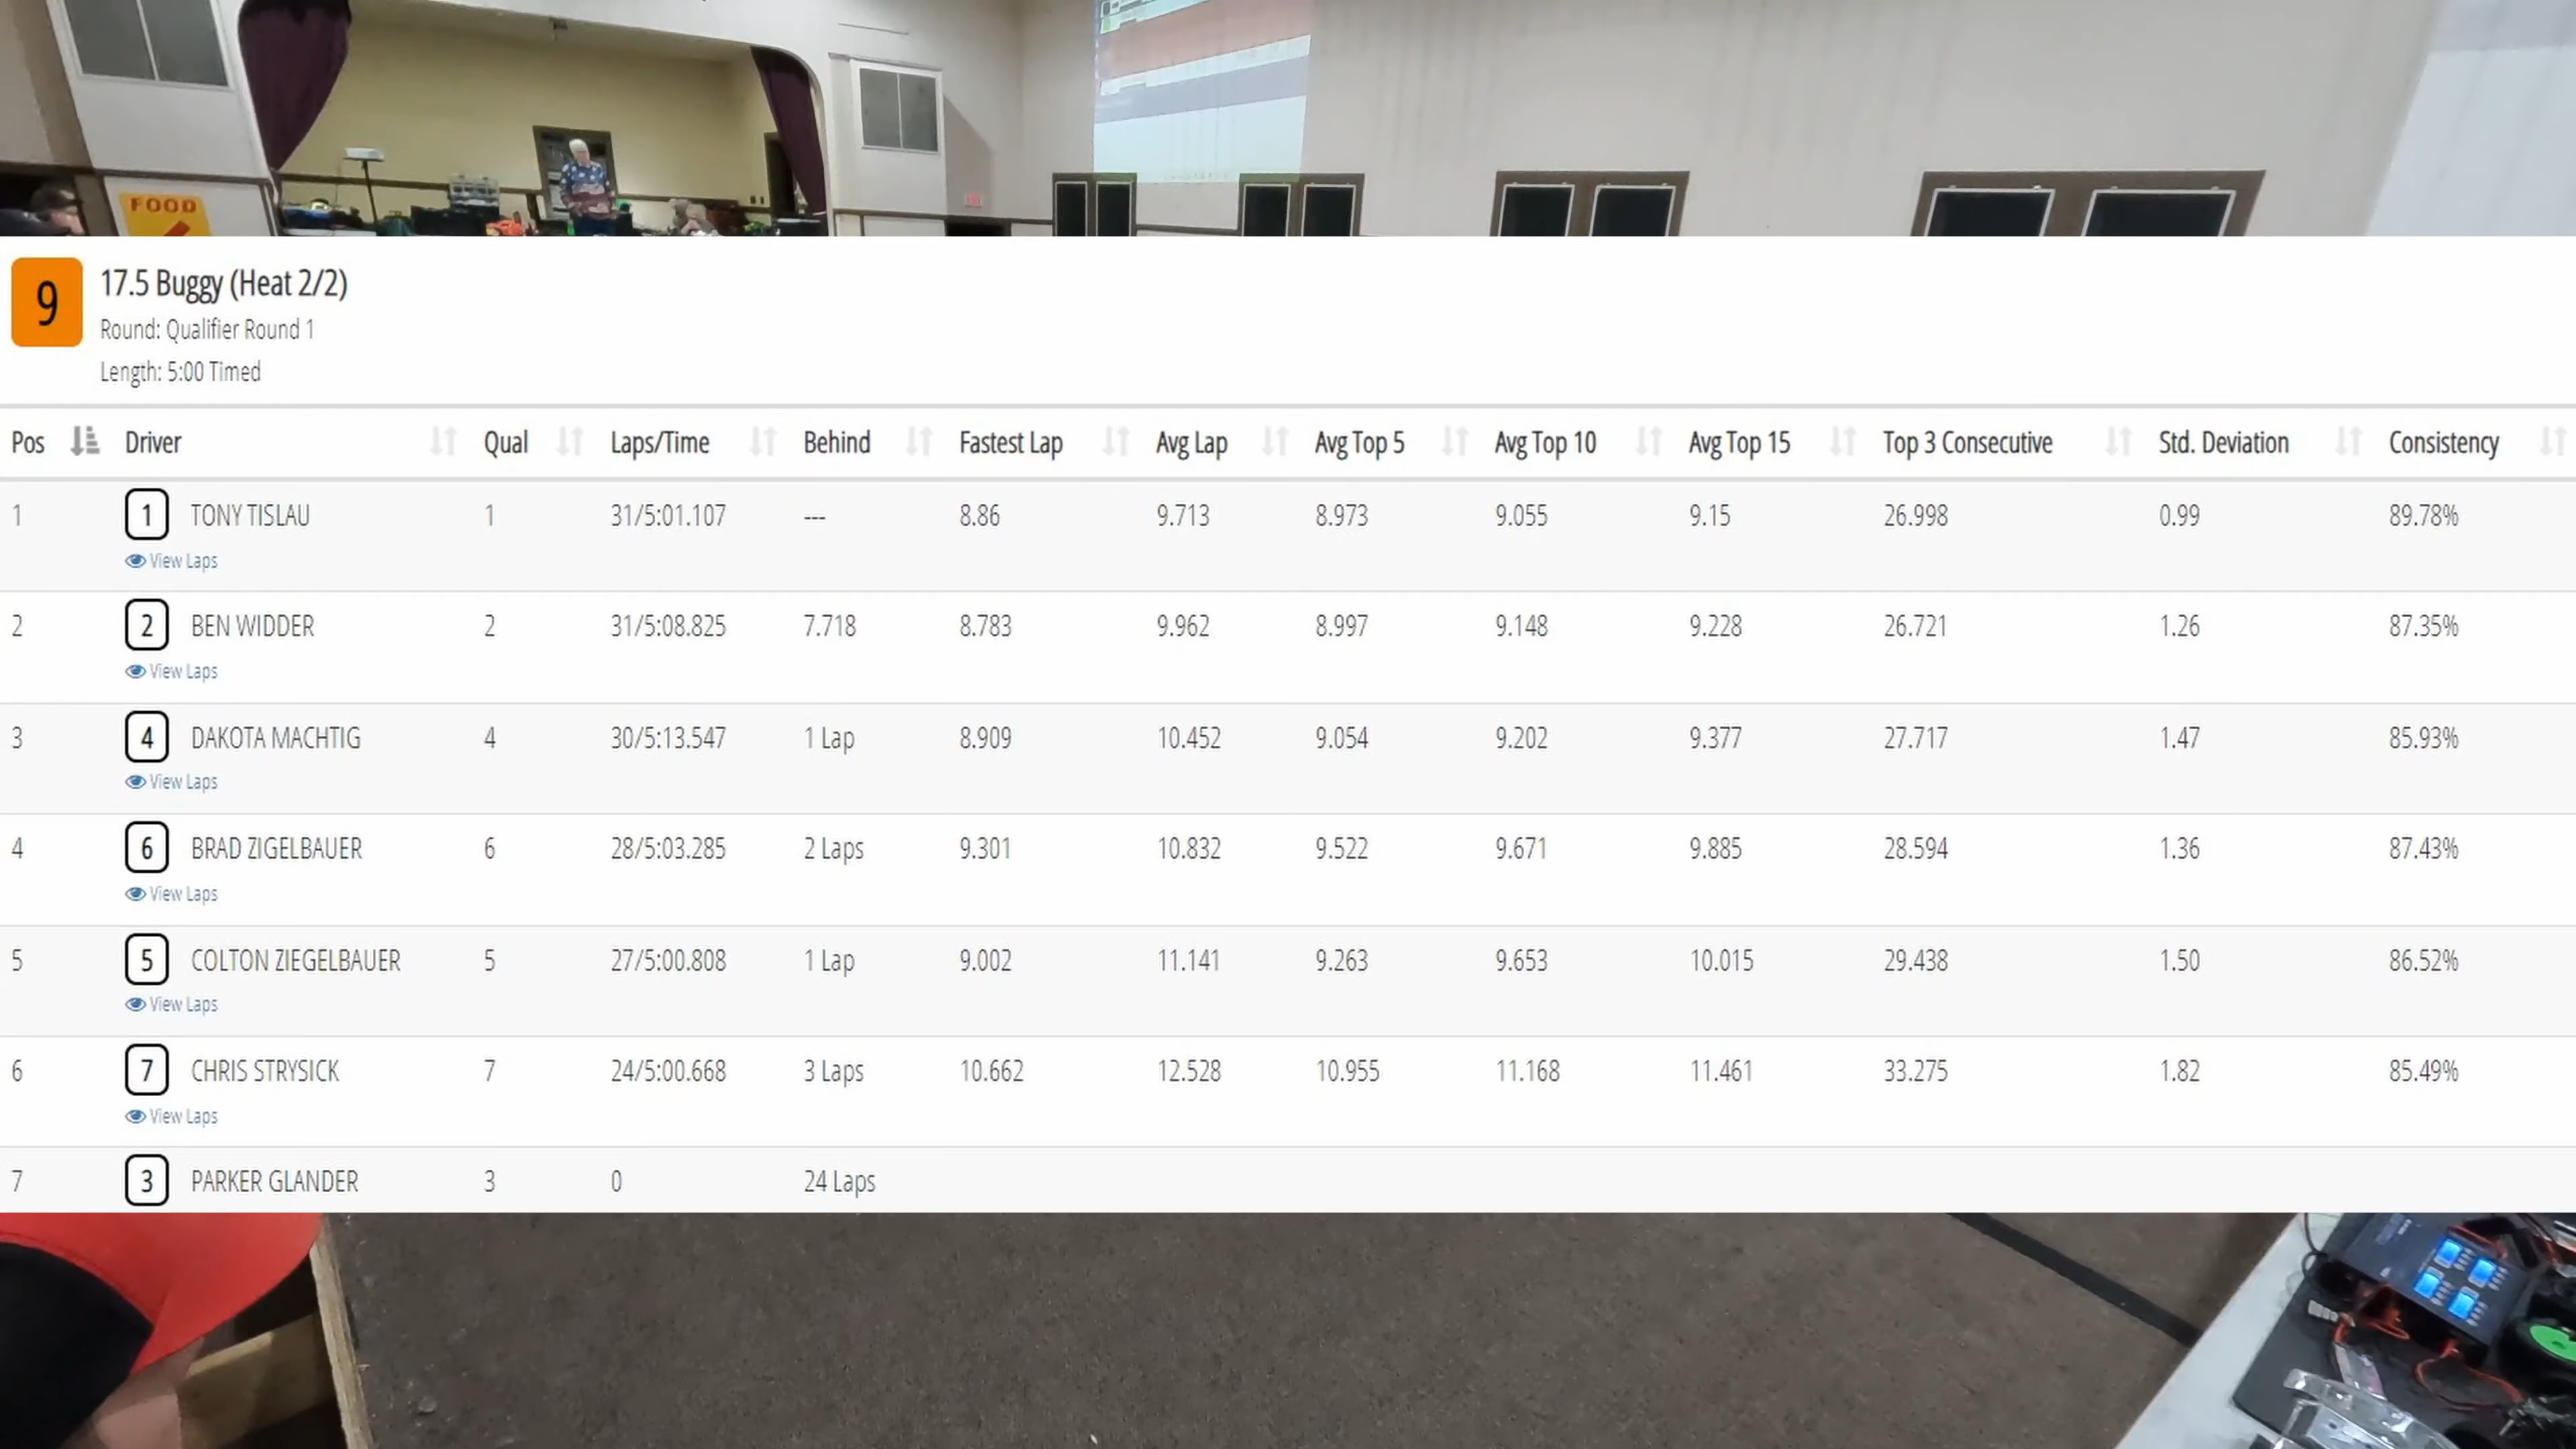 FOOD
9
17.5 Buggy (Heat 2/2)
Round: Qualifier Round 1
Length: 5:00 Timed
Pos Driver Qual Laps/Time Behind Fastest Lap Avg Lap Avg Top 5 Avg Top 10 Avg Top 15 Top 3 Consecutive Std. Deviation Consistency
1 1 TONY TISLAU 1 31/5:01.107 --- 8.86 9.713 8.973 9.055 9.15 26.998 0.99 89.78%
View Laps
2 2 BEN WIDDER 2 31/5:08.825 7.718 8.783 9.962 8.997 9.148 9.228 26.721 1.26 87.35%
View Laps
3 4 DAKOTA MACHTIG 4 30/5:13.547 1 Lap 8.909 10.452 9.054 9.202 9.377 27.717 1.47 85.93%
View Laps
4 6 BRAD ZIGELBAUER 6 28/5:03.285 2 Laps 9.301 10.832 9.522 9.671 9.885 28.594 1.36 87.43%
View Laps
5 5 COLTON ZIEGELBAUER 5 27/5:00.808 1 Lap 9.002 11.141 9.263 9.653 10.015 29.438 1.50 86.52%
View Laps
6 7 CHRIS STRYSICK 7 24/5:00.668 3 Laps 10.662 12.528 10.955 11.168 11.461 33.275 1.82 85.49%
View Laps
7 3 PARKER GLANDER 3 0 24 Laps